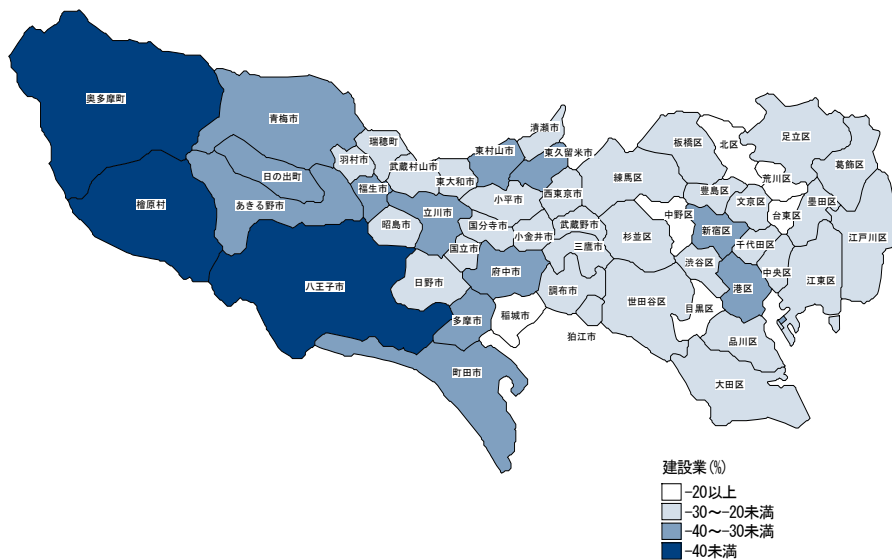 奥多摩町
青梅市
瑞穂町
羽村市
武蔵村山市
東大和市
東村山市
清瀬市
東久留米市
日の出町
あきる野市
福生市
檜原村
昭島市
立川市
小平市
西東京市
国分寺市
小金井市
武蔵野市
三鷹市
国立市
府中市
日野市
八王子市
多摩市
稲城市
調布市
狛江市
町田市
練馬区
板橋区
北区
足立区
葛飾区
荒川区
豊島区
文京区
台東区
墨田区
江戸川区
中野区
杉並区
新宿区
千代田区
渋谷区
中央区
江東区
港区
世田谷区
目黒区
品川区
大田区
建設業(%)
-20以上
-30～-20未満
-40～-30未満
-40未満